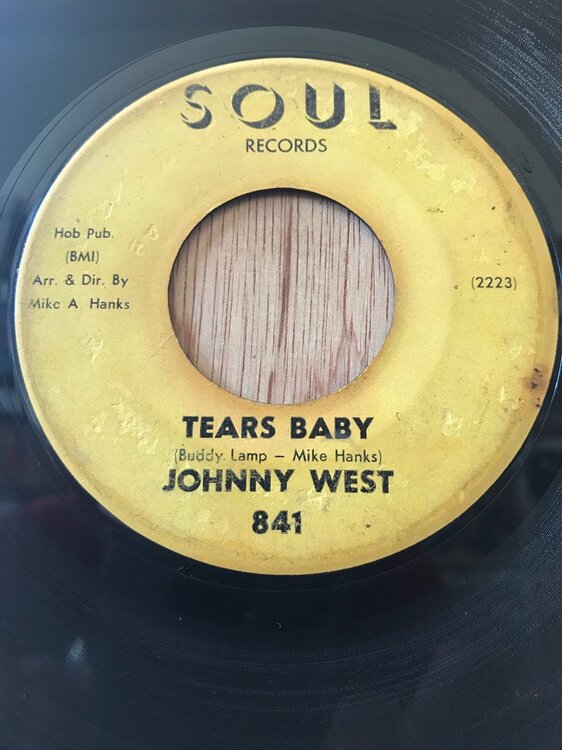 SOUL
RECORDS
Hob Pub.
(BMI)
Arr. & Dir. By
Mike A. Hanks
(2223)
TEARS BABY
(Buddy Lamp – Mike Hanks)
JOHNNY WEST
841